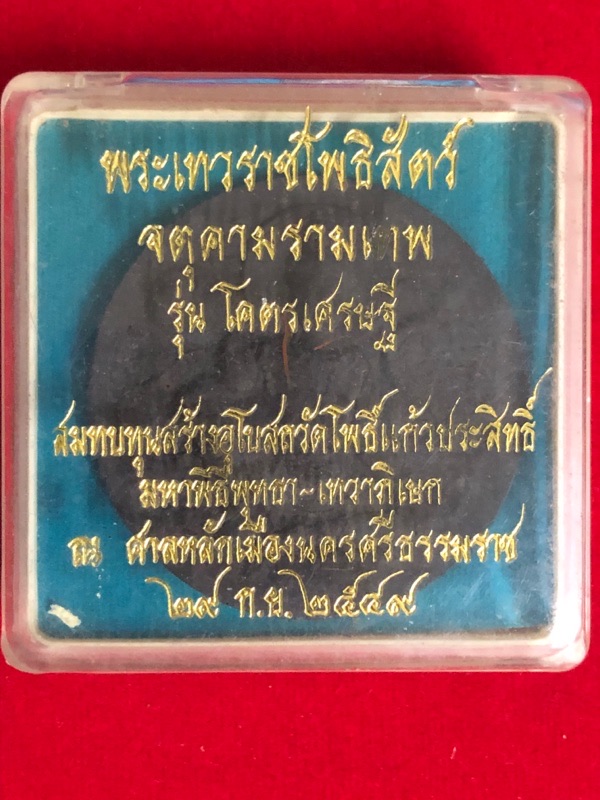 พระเทวราชโพธิสัตว์
จตุคามรามเทพ
รุ่น โคตรเศรษฐี
สมทบทุนสร้างอุโบสถวัดโพธิ์แก้วประสิทธิ์
มหาพิธีพุทธา~เทวาภิเษก
ณ ศาลหลักเมืองนครศรีธรรมราช
๒๙ ก.ย. ๒๕๔๙